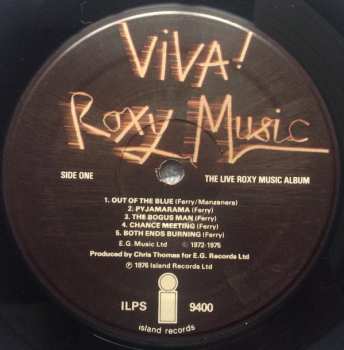 ViVA!
Roxy Music
SIDE ONE
THE LIVE ROXY MUSIC ALBUM
1. OUT OF THE BLUE (Ferry/Manzanera)
2. PYJAMARAMA (Ferry)
3. THE BOGUS MAN (Ferry)
4. CHANCE MEETING (Ferry)
5. BOTH ENDS BURNING (Ferry)
E.G. Music Ltd © 1972-1975
Produced by Chris Thomas for E.G. Records Ltd
℗ 1976 Island Records Ltd
ILPS i 9400
island records